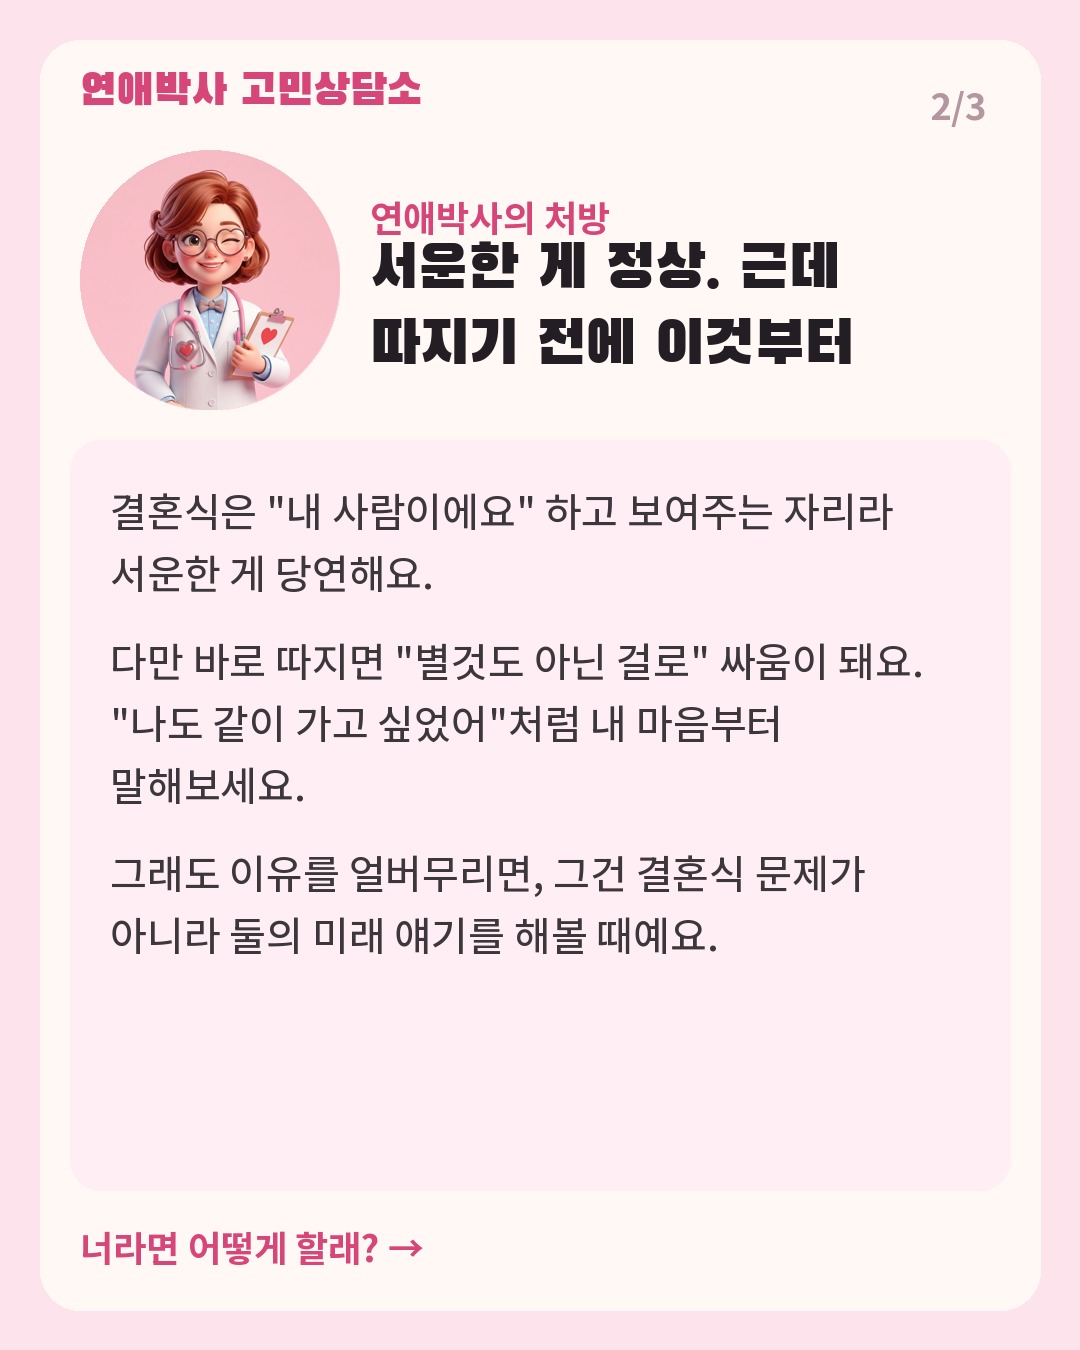 연애박사 고민상담소
2/3
연애박사의 처방
서운한 게 정상. 근데
따지기 전에 이것부터
결혼식은 "내 사람이에요" 하고 보여주는 자리라
서운한 게 당연해요.
다만 바로 따지면 "별것도 아닌 걸로" 싸움이 돼요.
"나도 같이 가고 싶었어"처럼 내 마음부터
말해보세요.
그래도 이유를 얼버무리면, 그건 결혼식 문제가
아니라 둘의 미래 얘기를 해볼 때예요.
너라면 어떻게 할래? →